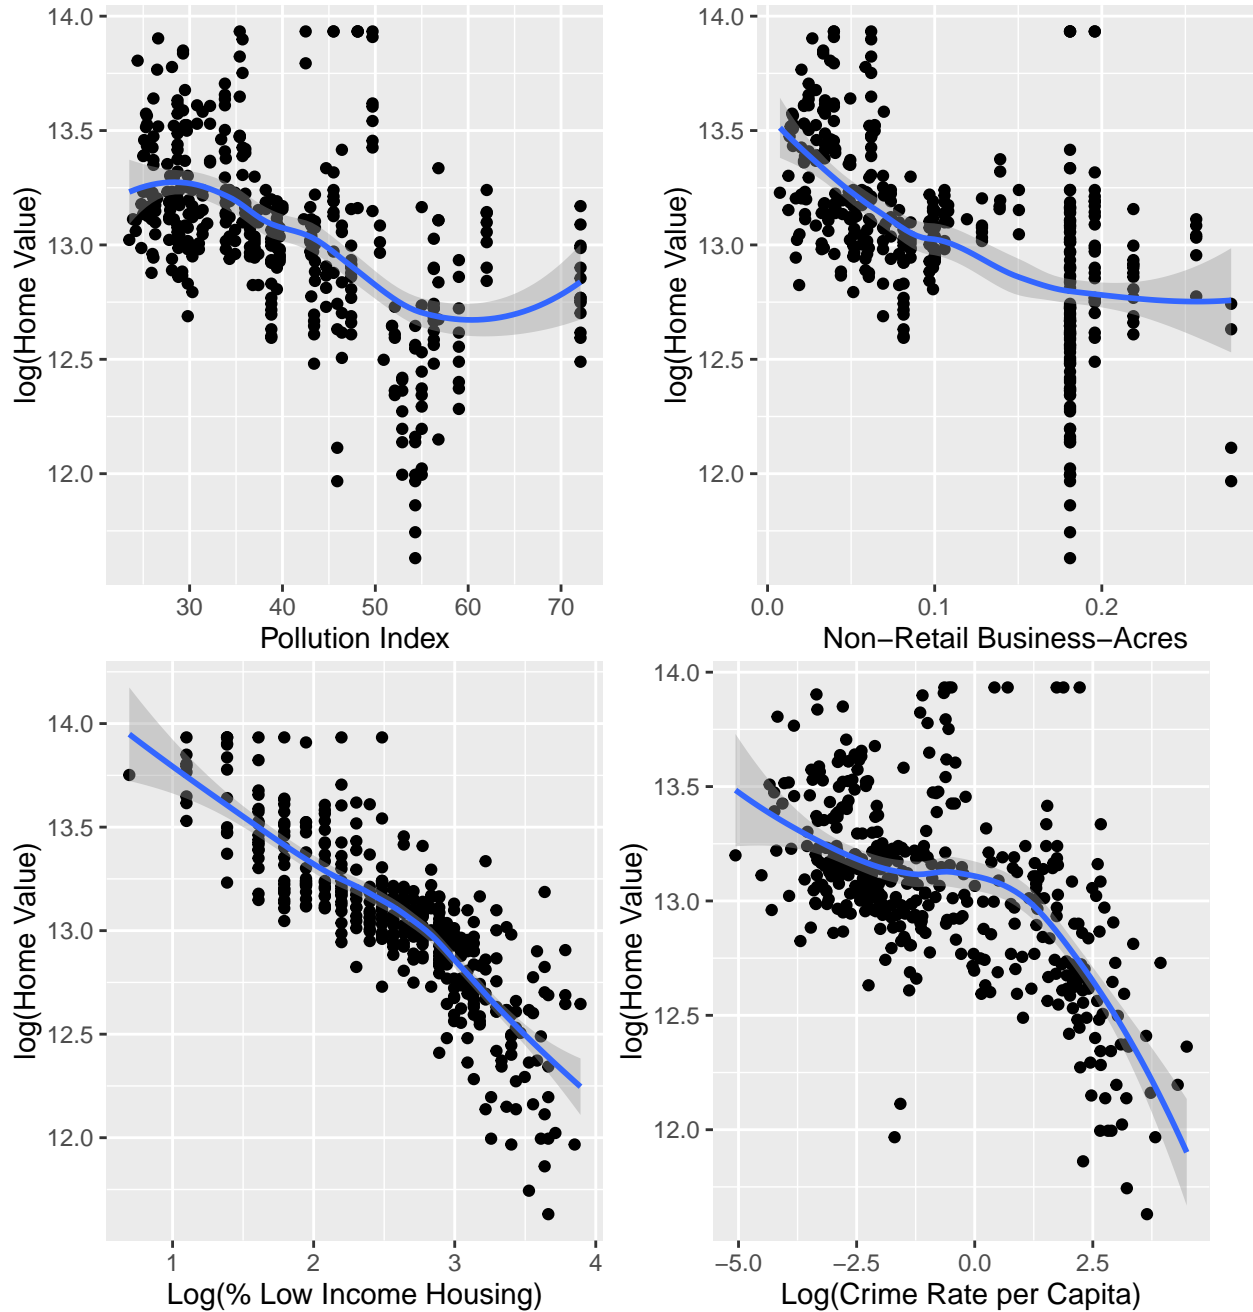 14.0
13.5
13.0
12.5
12.0
log(Home Value)
30 40 50 60 70
Pollution Index
14.0
13.5
13.0
12.5
12.0
log(Home Value)
0.0 0.1 0.2
Non−Retail Business−Acres
14.0
13.5
13.0
12.5
12.0
log(Home Value)
1 2 3 4
Log(% Low Income Housing)
14.0
13.5
13.0
12.5
12.0
log(Home Value)
−5.0 −2.5 0.0 2.5
Log(Crime Rate per Capita)